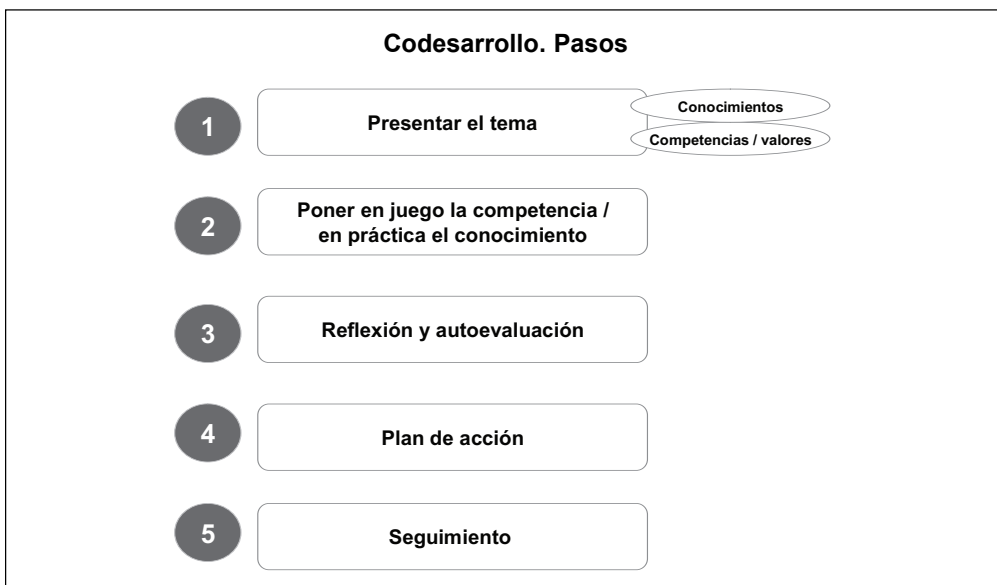 Codesarrollo. Pasos
1
Presentar el tema
Conocimientos
Competencias / valores
2
Poner en juego la competencia /
en práctica el conocimiento
3
Reflexión y autoevaluación
4
Plan de acción
5
Seguimiento